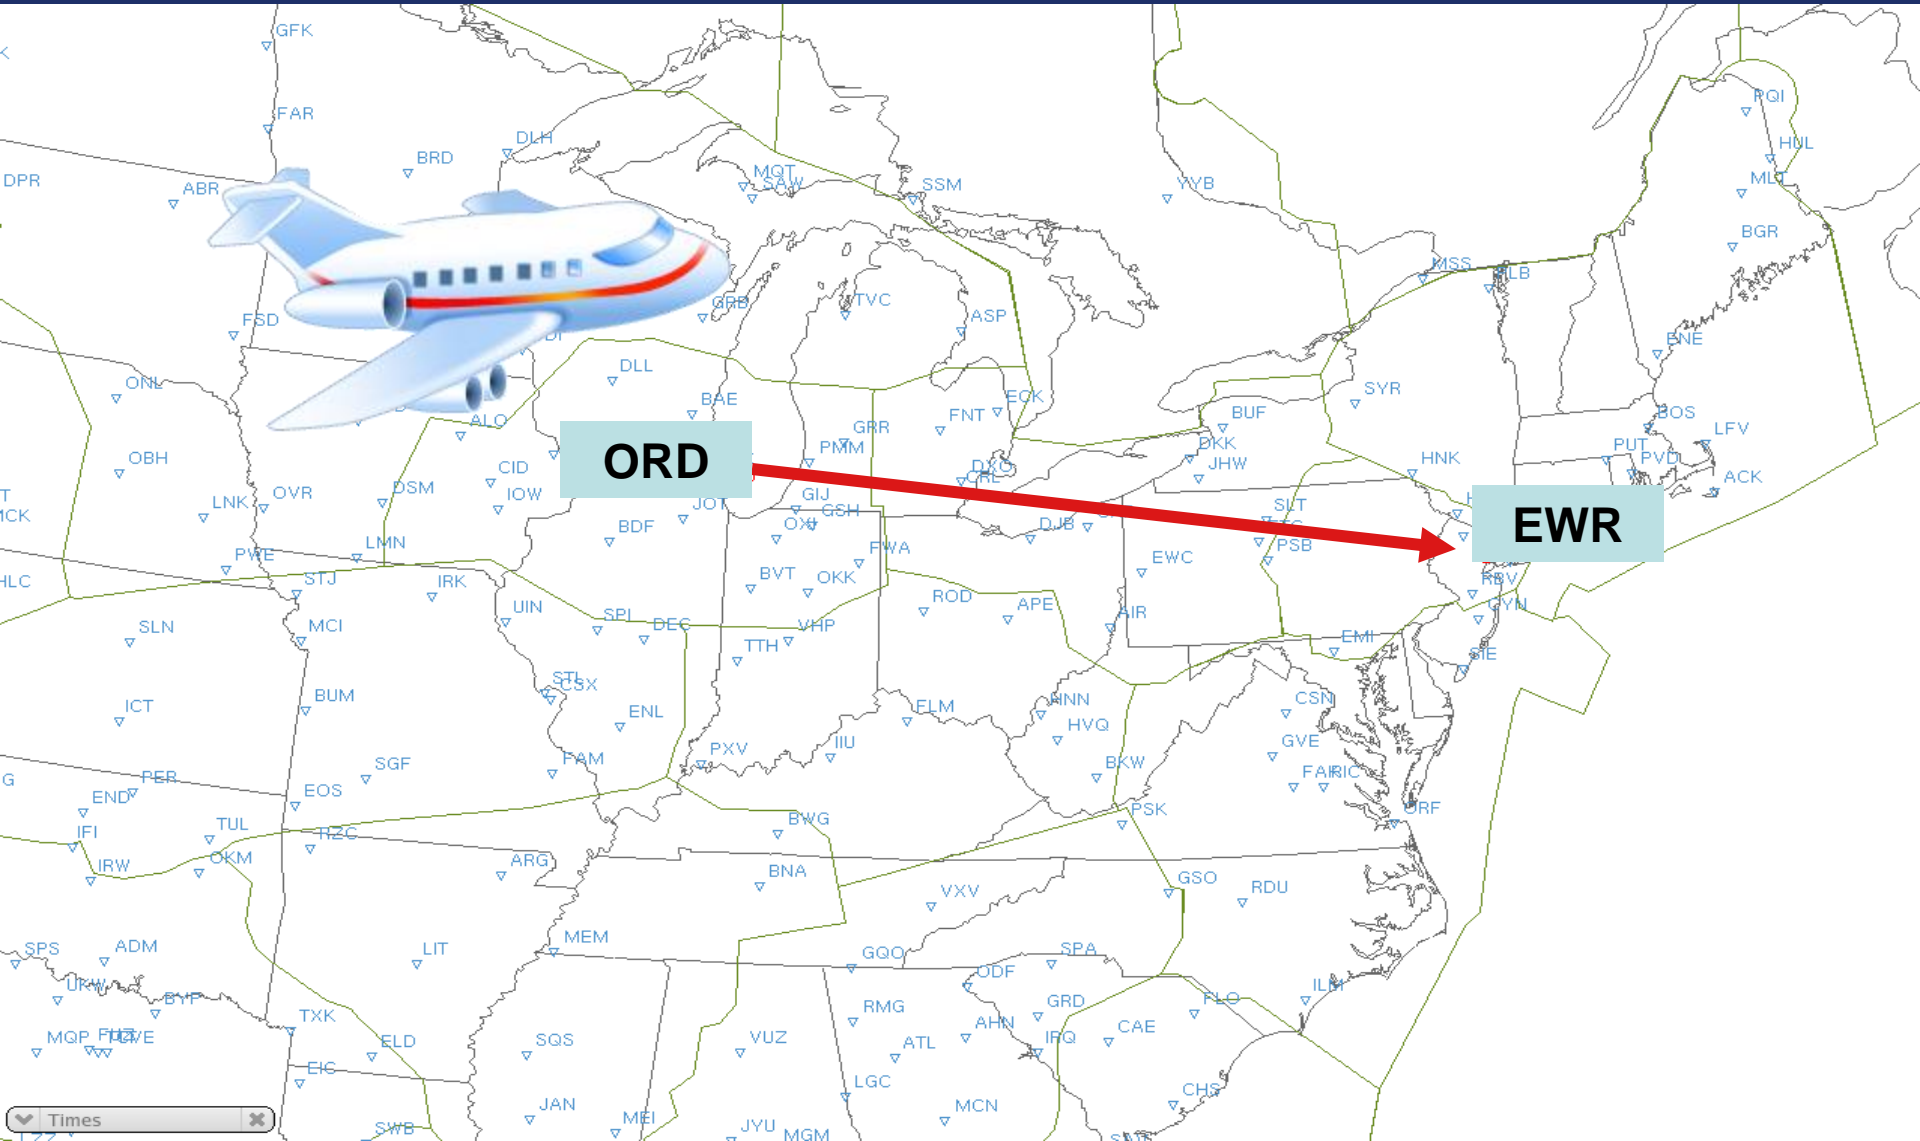 GFK
FAR
DLH
BRD
PQI
HUL
DPR
ABR
MQT
SAW
SSM
YYB
MLT
BGR
MSS
GRB
TVC
ASP
FSD
DLL
ENE
ONL
BAE
ECK
SYR
ALO
FNT
BUF
BOS
LFV
GRR
PMM
ORD
DKK
PUT
PVD
OBH
CID
JHW
HNK
ACK
DSM
IOW
GIJ
OVR
LNK
JOT
GSH
SLT
EWR
BDF
DJB
PSB
PWE
LMN
FWA
EWC
HLC
STJ
IRK
BVT
OKK
RBV
UIN
ROD
APE
AIR
CYN
SLN
MCI
SPI
DEC
VHP
EMI
TTH
SIE
STL
CSX
ICT
BUM
ENL
FLM
HNN
CSN
HVQ
PXV
IIU
GVE
SGF
FAM
BKW
FAK
RIC
PER
END
EOS
ORF
IFI
TUL
RZC
BWG
PSK
IRW
OKM
ARG
BNA
VXV
GSO
RDU
SPS
ADM
LIT
MEM
GQO
SPA
ODF
UKW
BYP
ILM
TXK
RMG
GRD
FLO
MQP
FUZ
ELD
SQS
VUZ
ATL
AHN
IRQ
CAE
EIC
LGC
CHS
Times
JAN
MEI
MCN
SWB
JYU
MGM